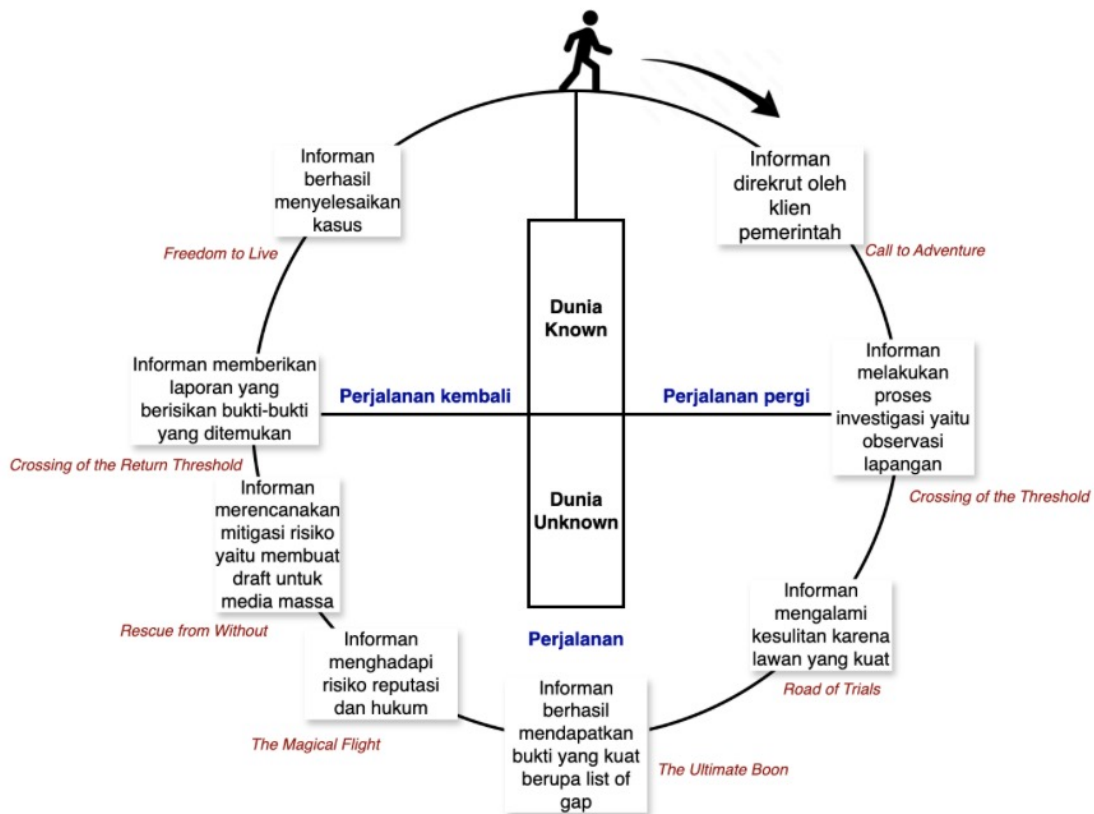 Informan
direkrut oleh
klien
pemerintah
Call to Adventure
Informan
melakukan
proses
investigasi yaitu
observasi
lapangan
Crossing of the Threshold
Informan
mengalami
kesulitan karena
lawan yang kuat
Road of Trials
Informan
berhasil
mendapatkan
bukti yang kuat
berupa list of
gap
The Ultimate Boon
Informan
menghadapi
risiko reputasi
dan hukum
The Magical Flight
Informan
merencanakan
mitigasi risiko
yaitu membuat
draft untuk
media massa
Rescue from Without
Informan memberikan
laporan yang
berisikan bukti-bukti
yang ditemukan
Crossing of the Return Threshold
Informan
berhasil
menyelesaikan
kasus
Freedom to Live
Dunia
Known
Perjalanan kembali
Perjalanan pergi
Dunia
Unknown
Perjalanan